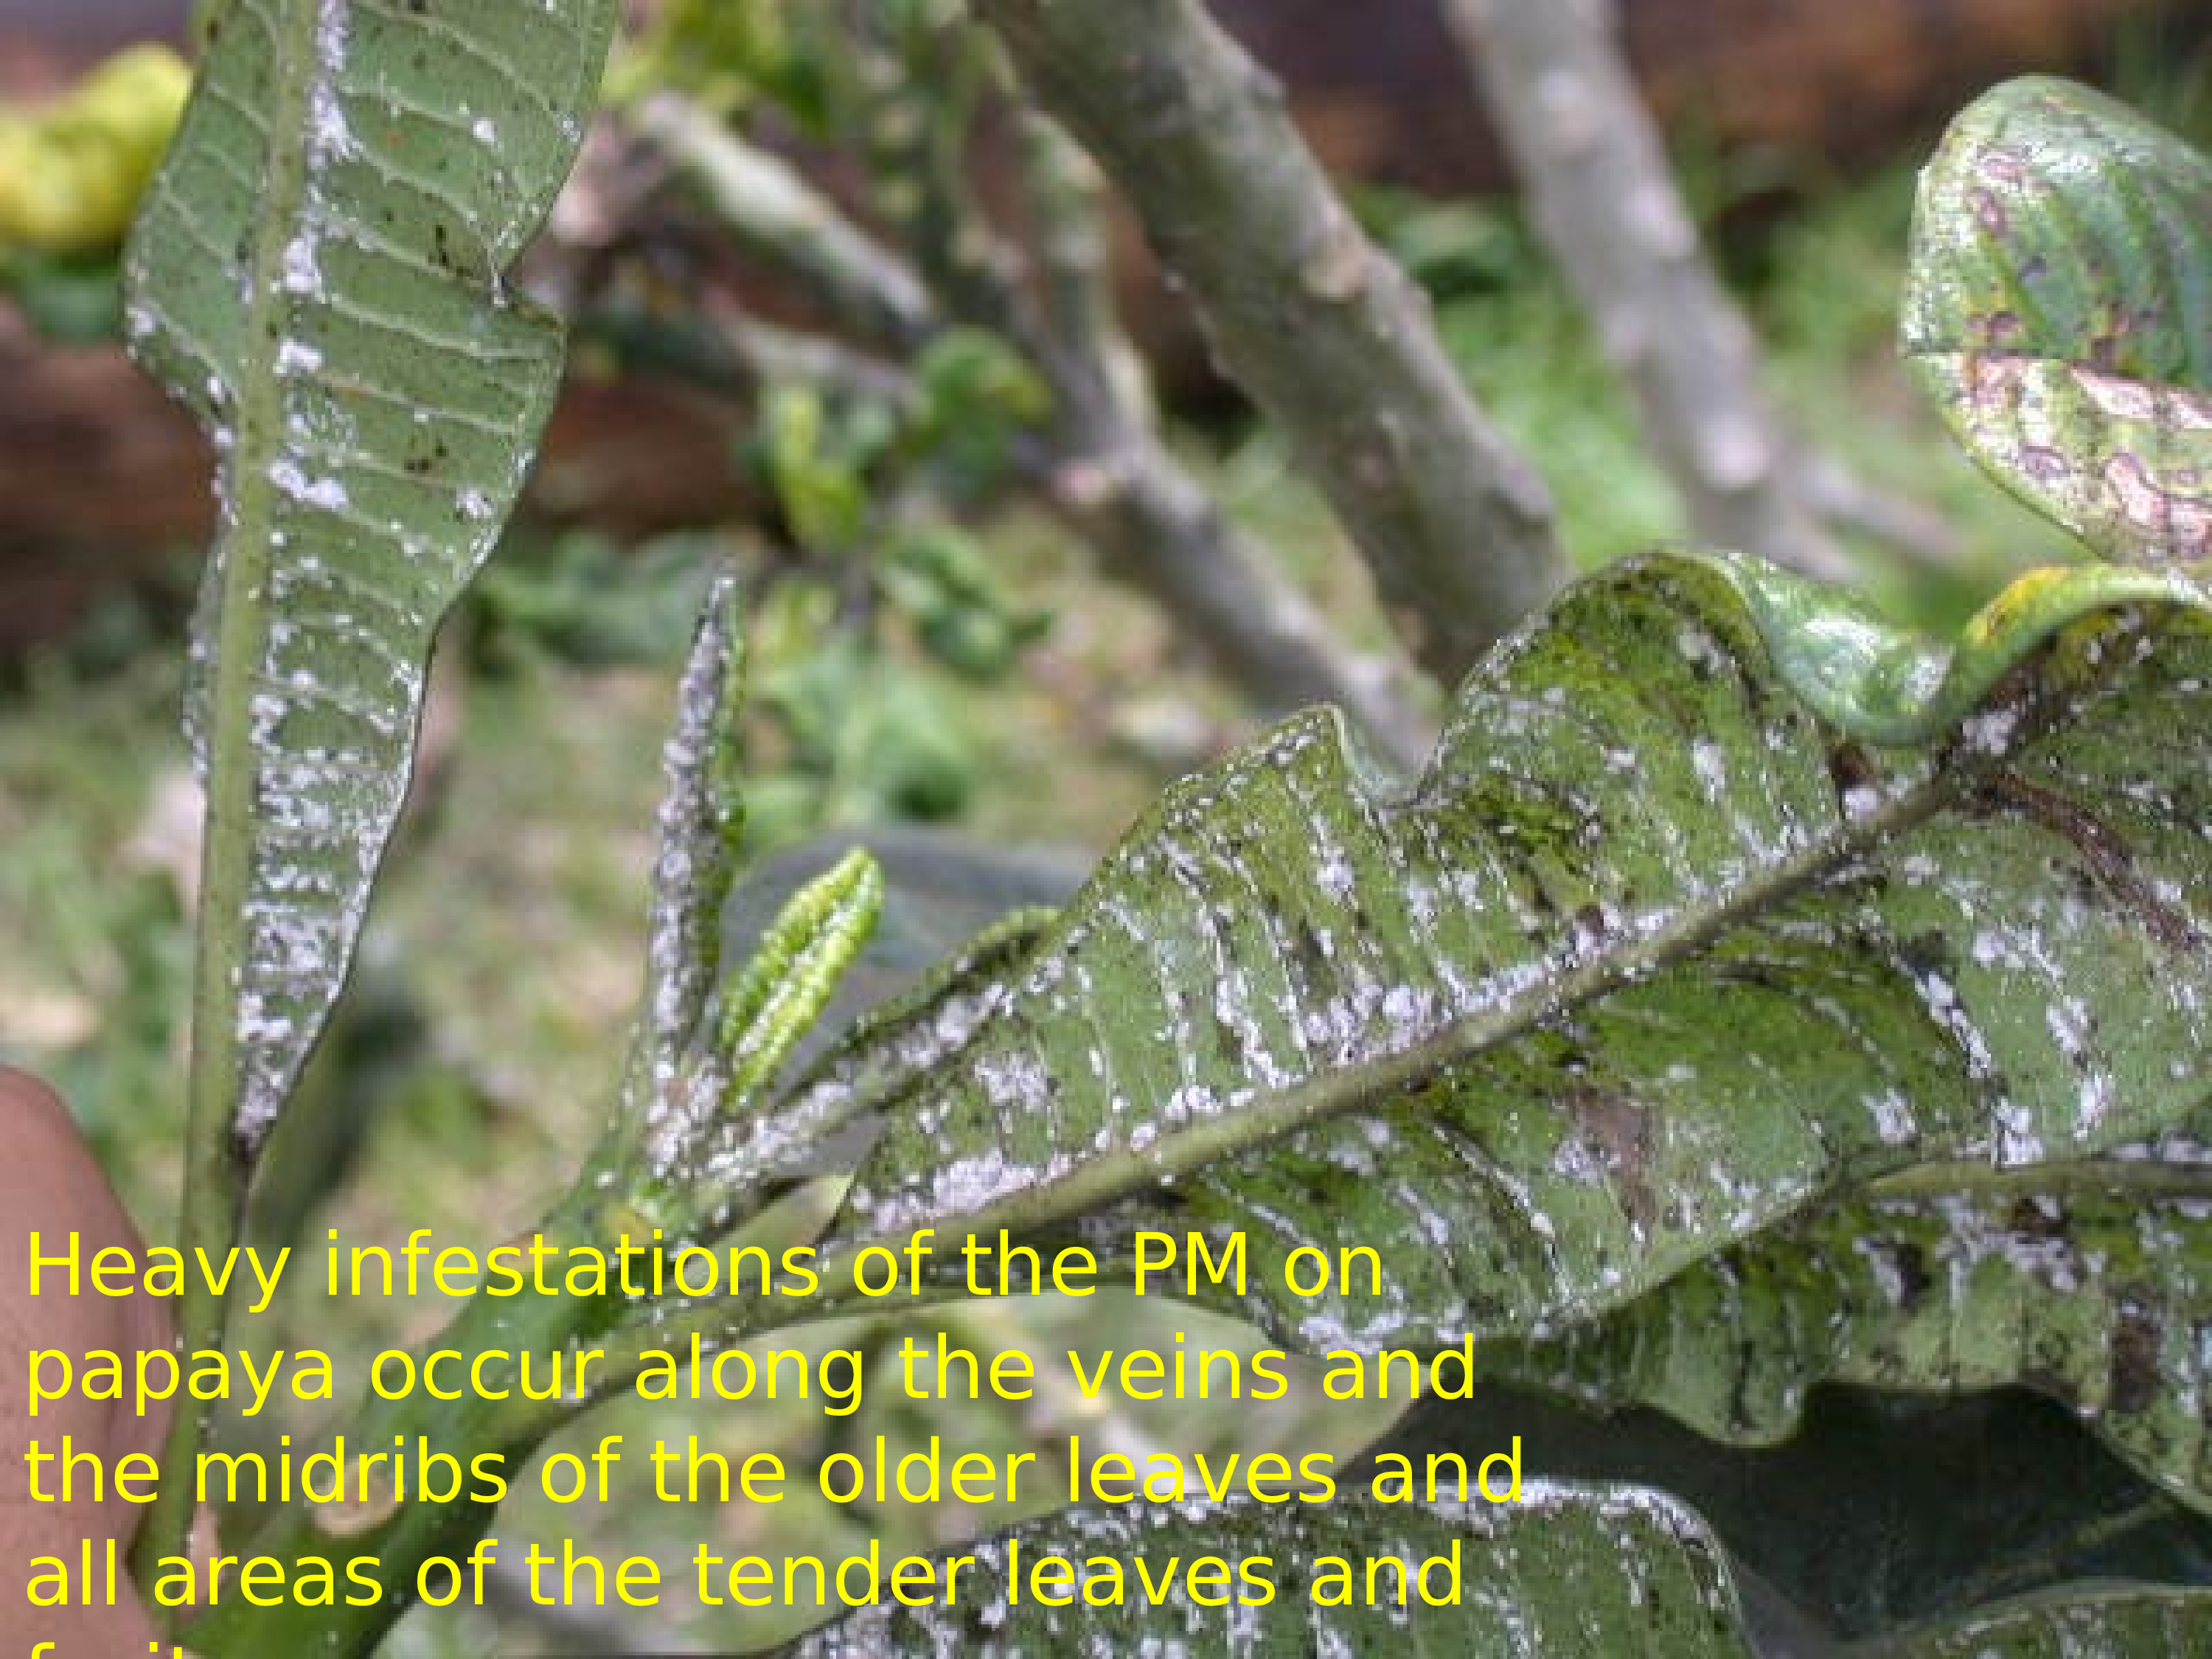 Heavy infestations of the PM on
papaya occur along the veins and
the midribs of the older leaves and
all areas of the tender leaves and